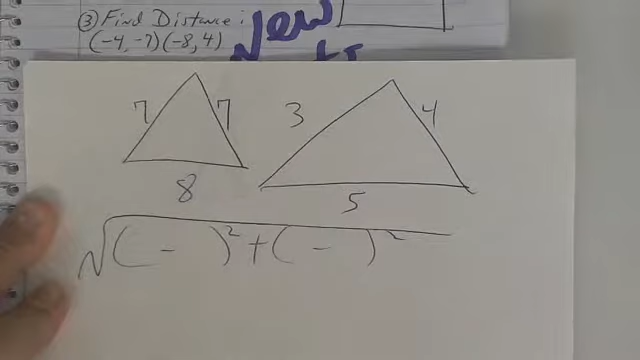 ③ Find Distance:
(-4, -7) (-8, 4)
New
7 7 3 4
8 5
√(  -  )² + (  -  )²